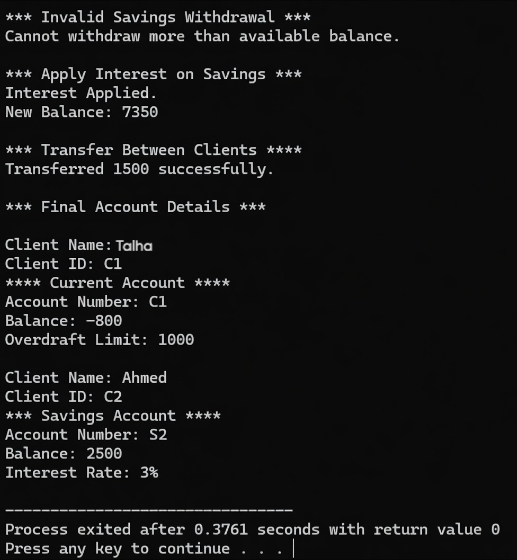 *** Invalid Savings Withdrawal ***
Cannot withdraw more than available balance.
*** Apply Interest on Savings ***
Interest Applied.
New Balance: 7350
*** Transfer Between Clients ****
Transferred 1500 successfully.
*** Final Account Details ***
Client Name: Talha
Client ID: C1
**** Current Account ****
Account Number: C1
Balance: -800
Overdraft Limit: 1000
Client Name: Ahmed
Client ID: C2
*** Savings Account ****
Account Number: S2
Balance: 2500
Interest Rate: 3%
--------------------------------
Process exited after 0.3761 seconds with return value 0
Press any key to continue . . .